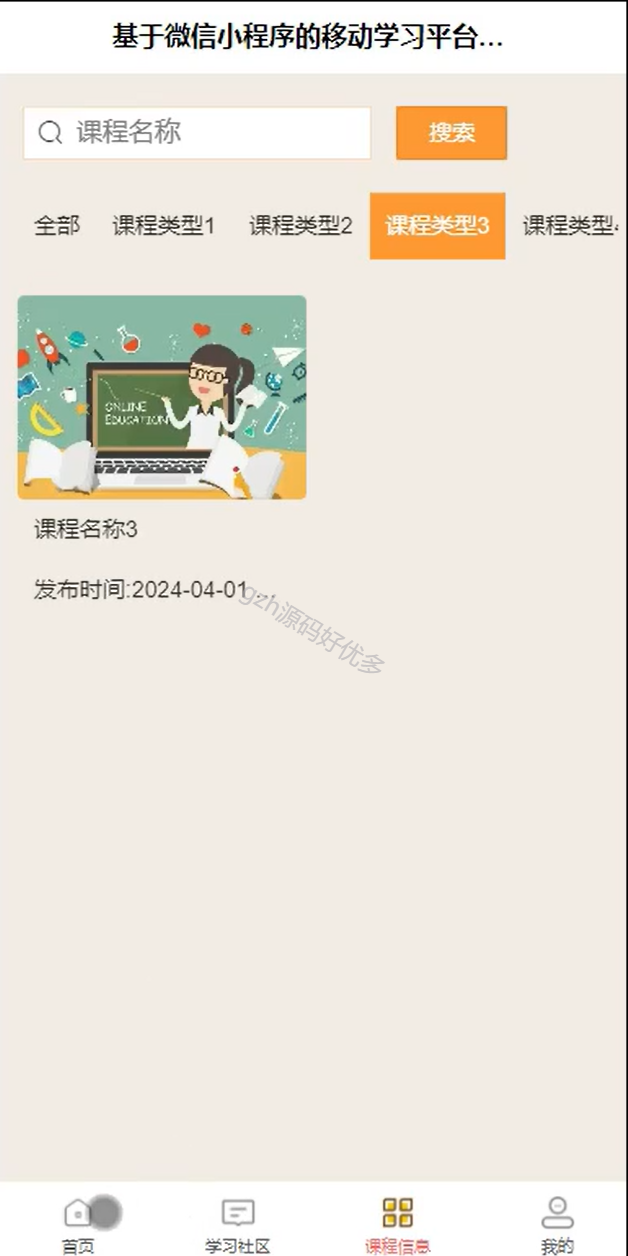 基于微信小程序的移动学习平台...
课程名称
搜索
全部 课程类型1 课程类型2 课程类型3 课程类型
ONLINE
EDUCATION
课程名称3
发布时间:2024-04-01 ...
gzh源码好优多
首页 学习社区 课程信息 我的